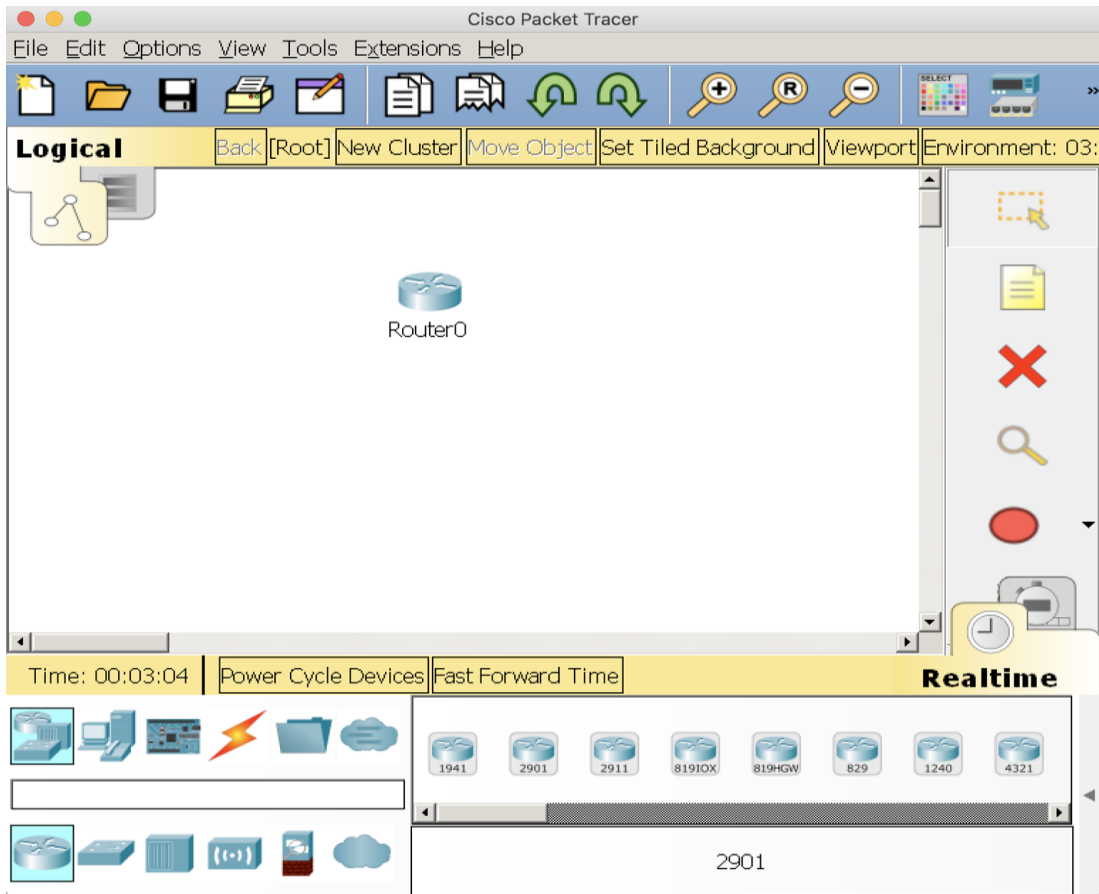 Cisco Packet Tracer
File Edit Options View Tools Extensions Help
SELECT
R
Logical Back [Root] New Cluster Move Object Set Tiled Background Viewport Environment: 03:
Router0
Time: 00:03:04 Power Cycle Devices Fast Forward Time Realtime
1941 2901 2911 819IOX 819HGW 829 1240 4321
2901